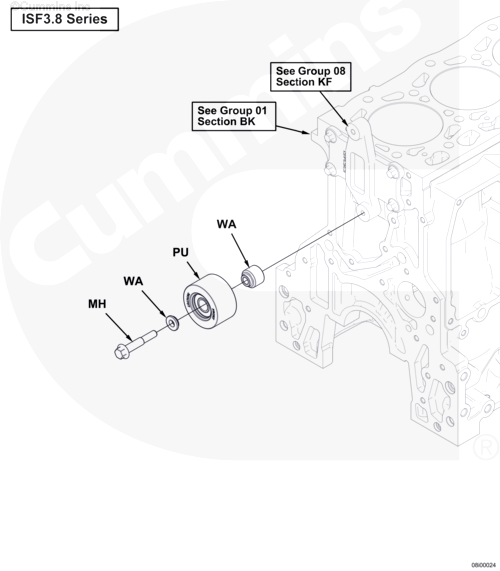 ©Cummins Inc
ISF3.8 Series
See Group 08
Section KF
See Group 01
Section BK
WA
PU
WA
MH
Cummins
®
08i00024